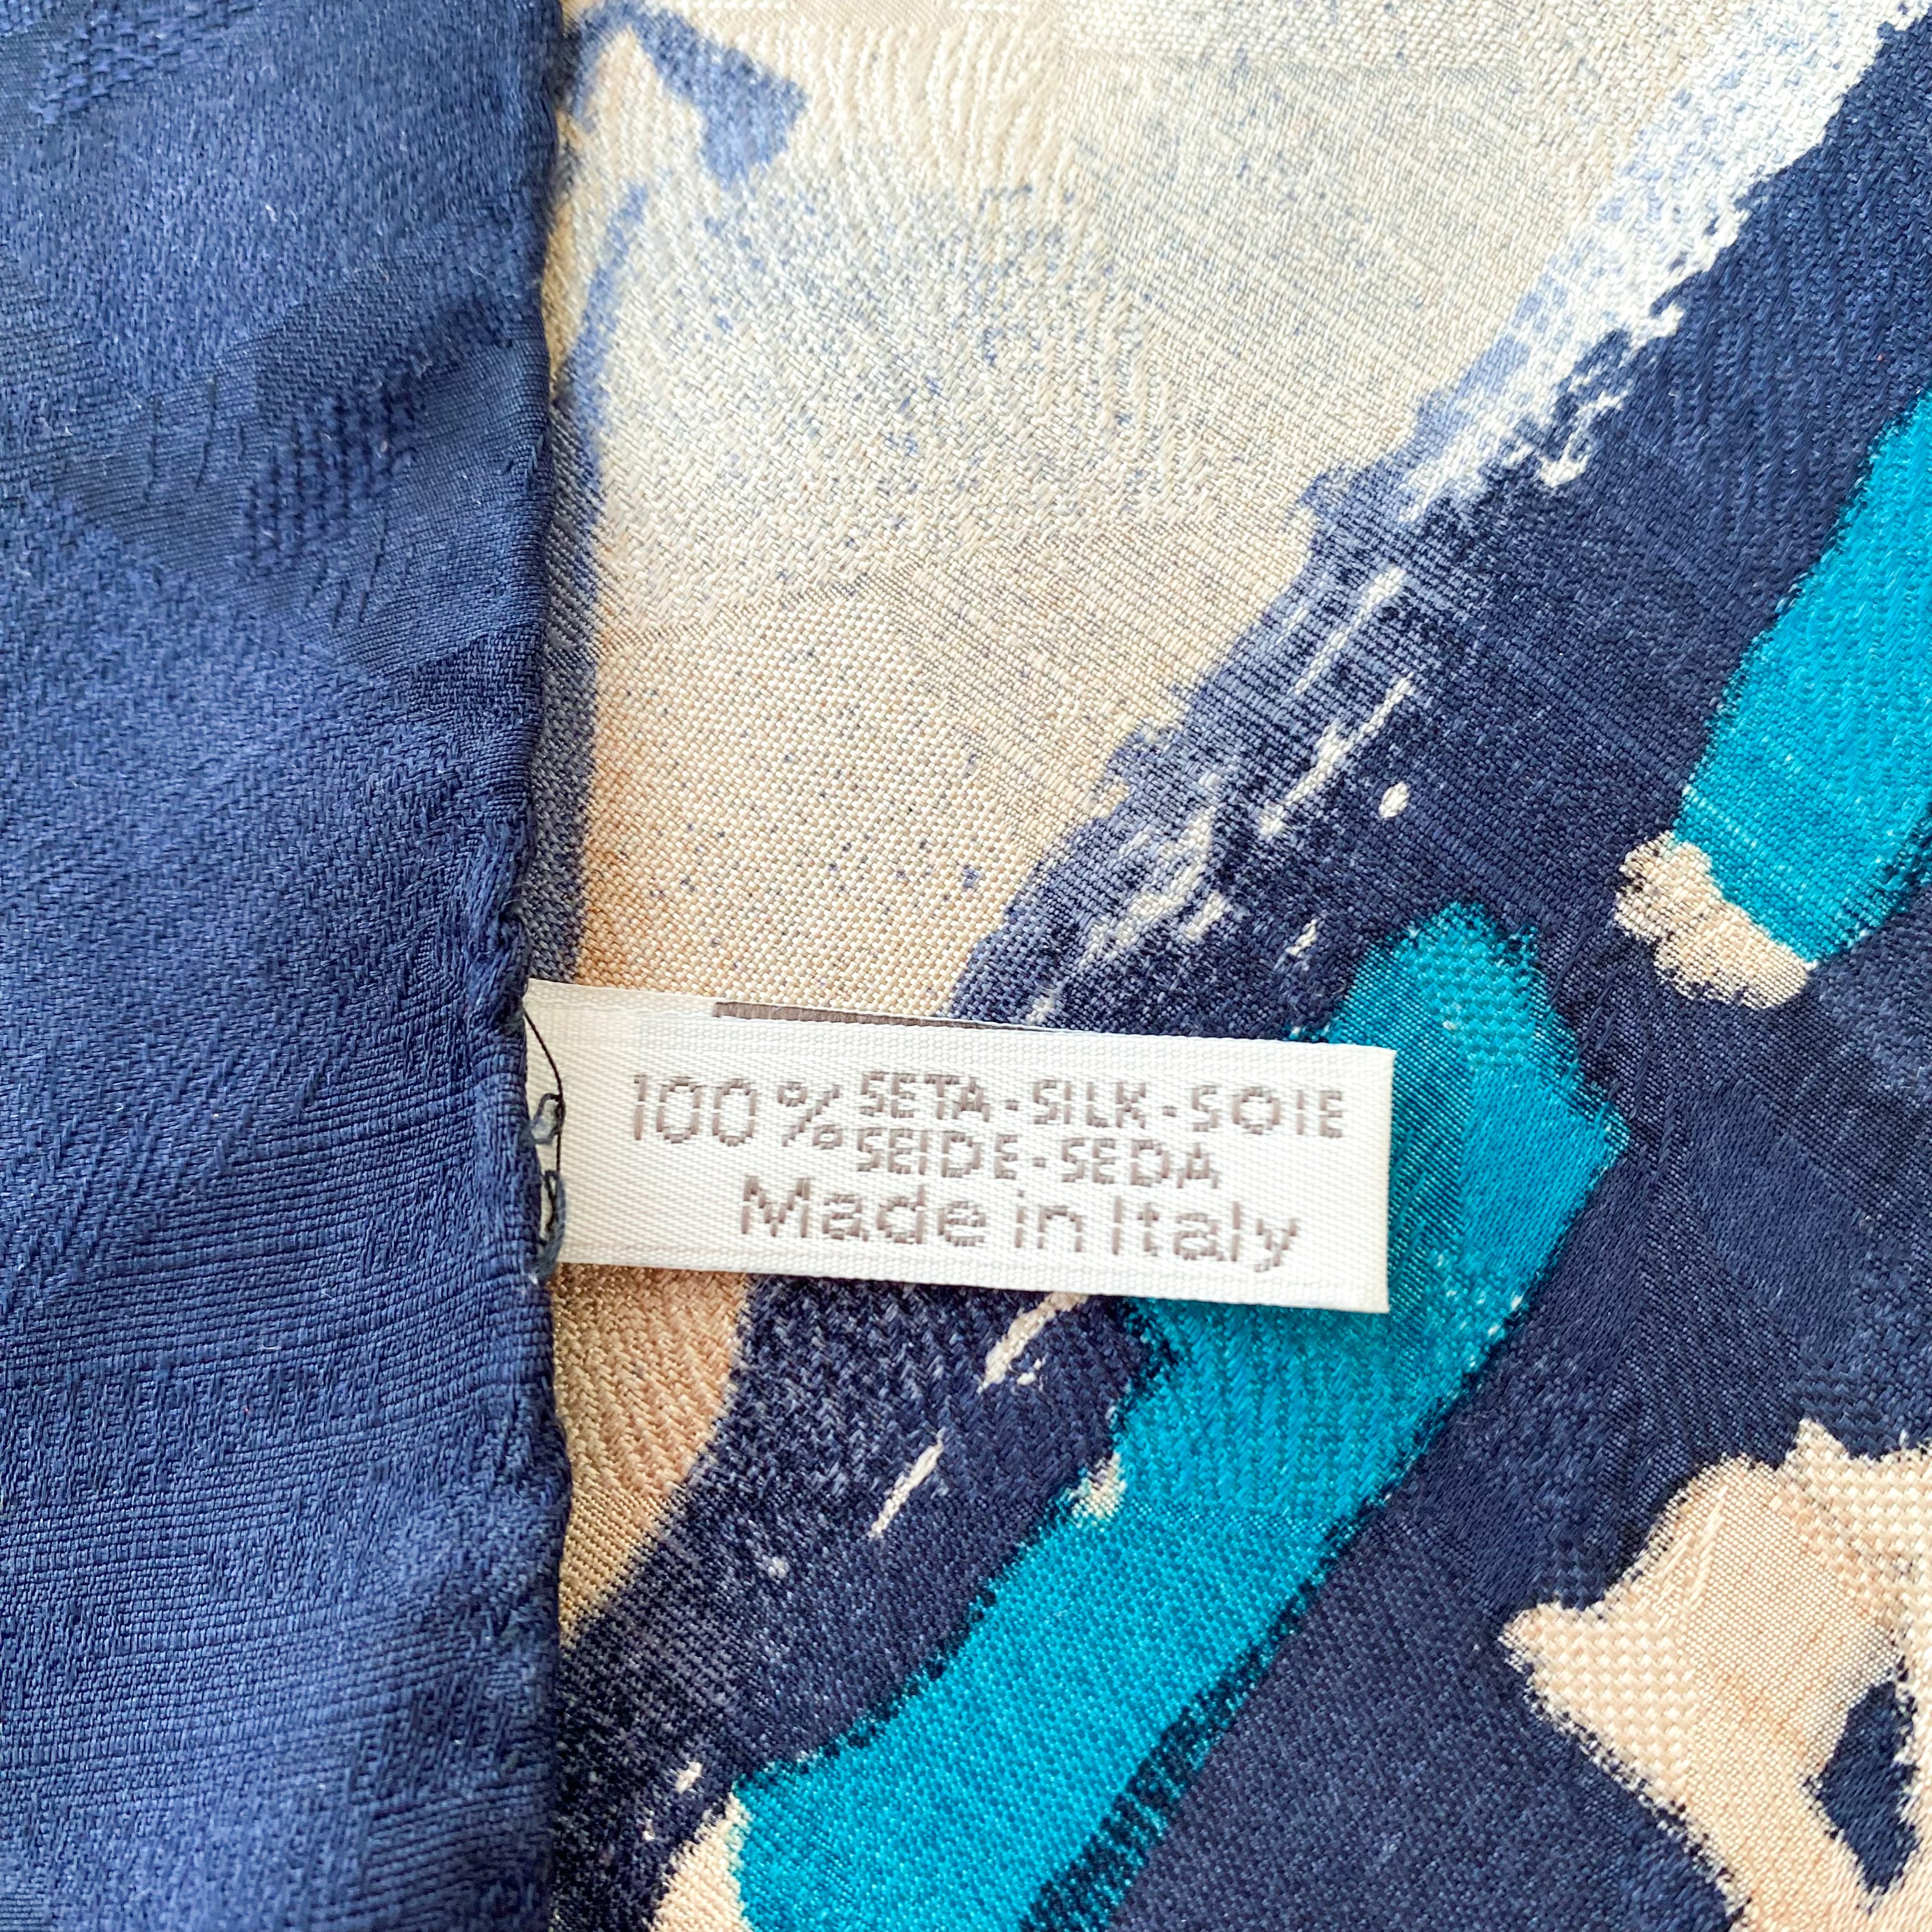 100% SETA-SILK-SOIE
SEIDE-SEDA
Made in Italy